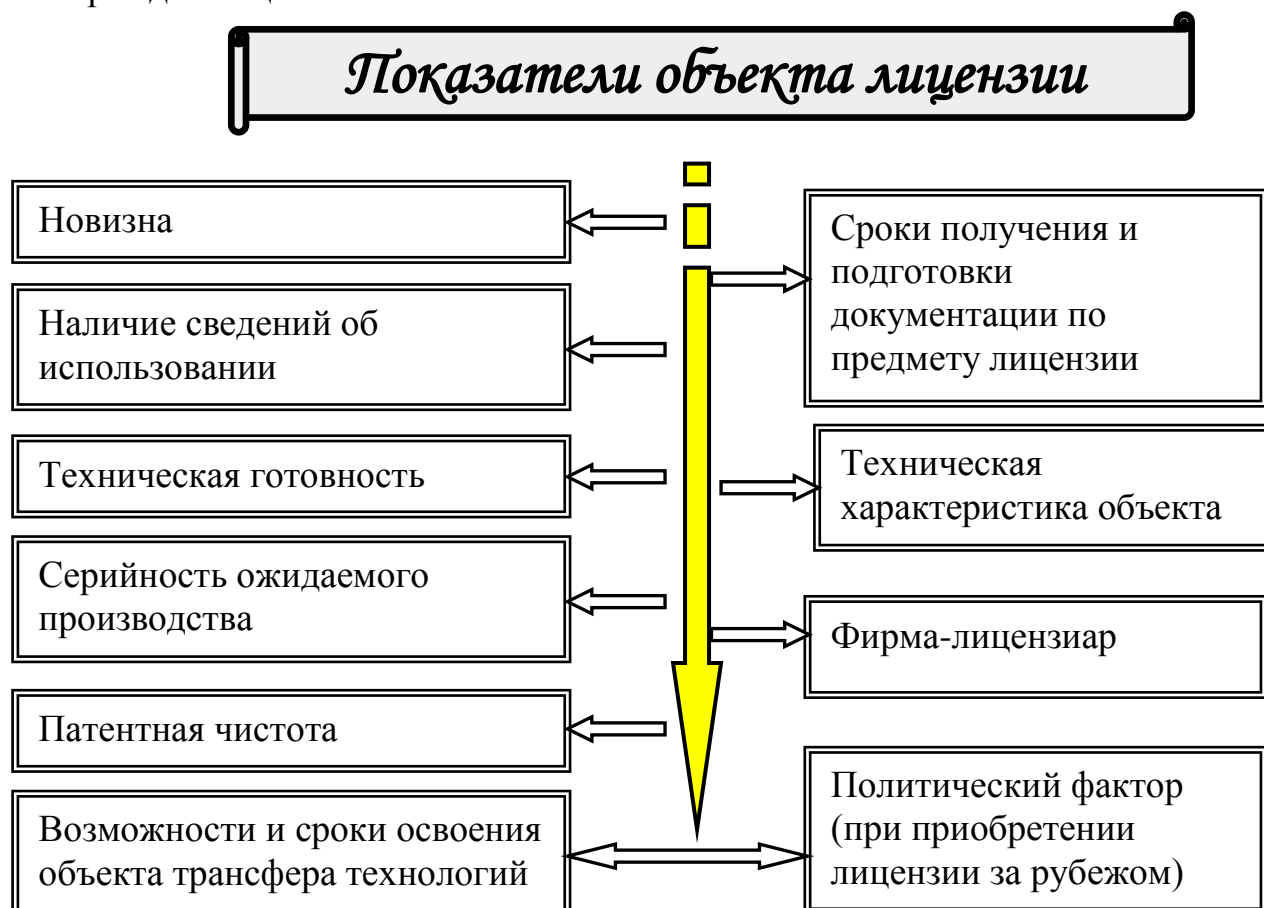 Показатели объекта лицензии
Новизна
Наличие сведений об
использовании
Техническая готовность
Серийность ожидаемого
производства
Патентная чистота
Возможности и сроки освоения
объекта трансфера технологий
Сроки получения и
подготовки
документации по
предмету лицензии
Техническая
характеристика объекта
Фирма-лицензиар
Политический фактор
(при приобретении
лицензии за рубежом)